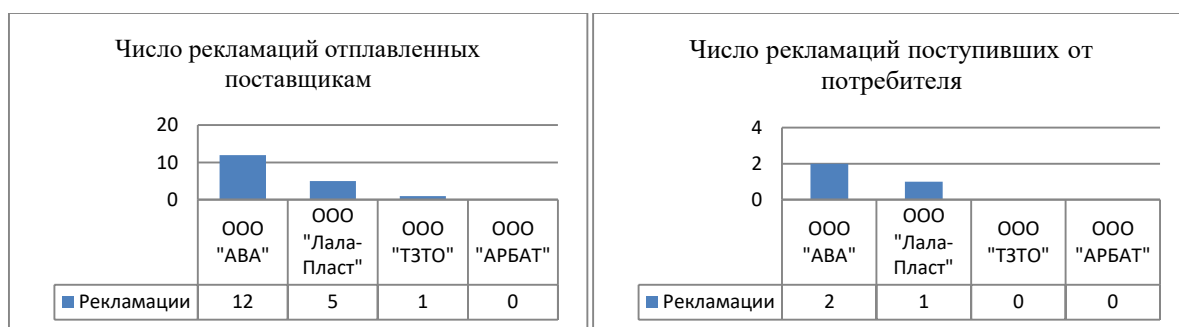 Число рекламаций отплавленных
поставщикам
20
10
0
ООО "АВА"
ООО "Лала-Пласт"
ООО "ТЗТО"
ООО "АРБАТ"
Рекламации 12 5 1 0
Число рекламаций поступивших от
потребителя
4
2
0
ООО "АВА"
ООО "Лала-Пласт"
ООО "ТЗТО"
ООО "АРБАТ"
Рекламации 2 1 0 0